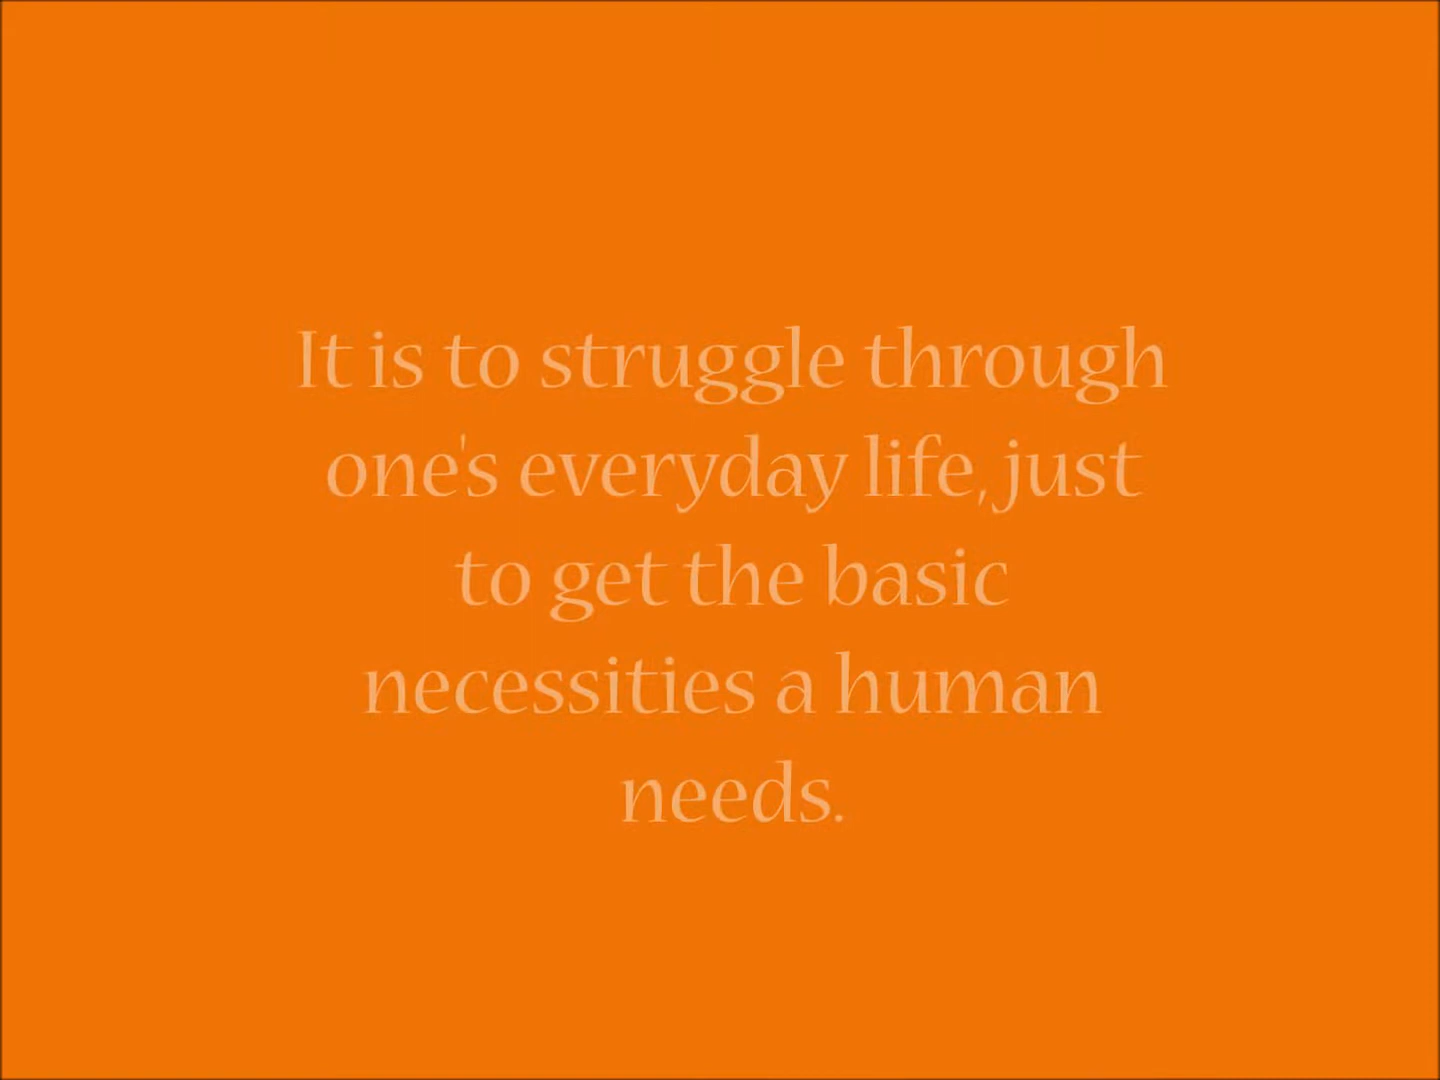 It is to struggle through
one's everyday life, just
to get the basic
necessities a human
needs.